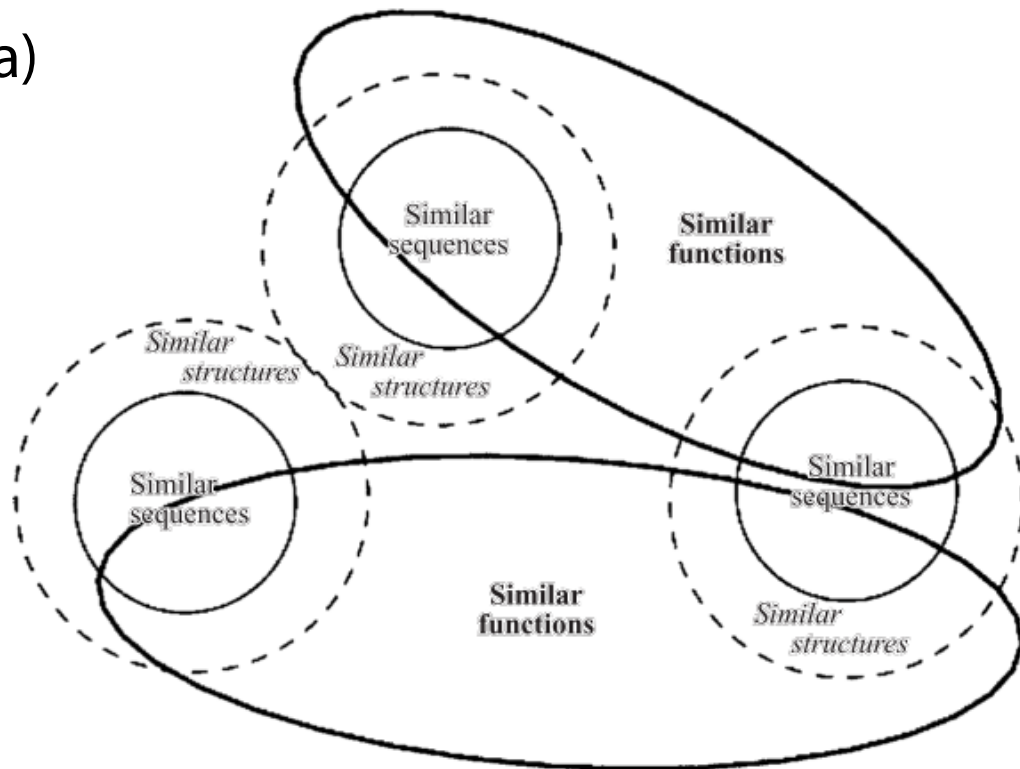 a)
Similar
sequences
Similar
functions
Similar
structures
Similar
structures
Similar
sequences
Similar
sequences
Similar
functions
Similar
structures